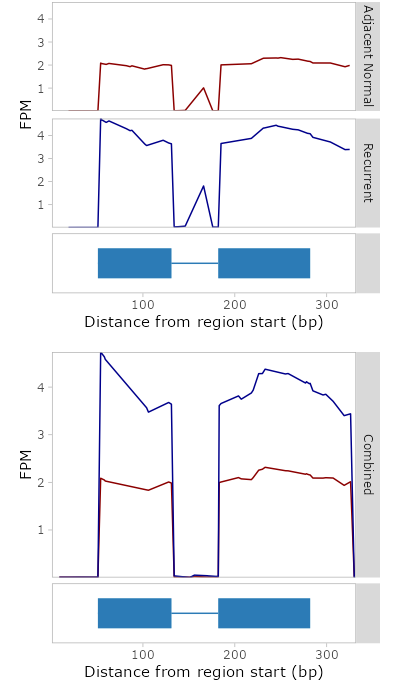 Adjacent Normal
4
3
2
1
FPM
Recurrent
4
3
2
1
100 200 300
Distance from region start (bp)
Combined
4
3
2
1
FPM
100 200 300
Distance from region start (bp)